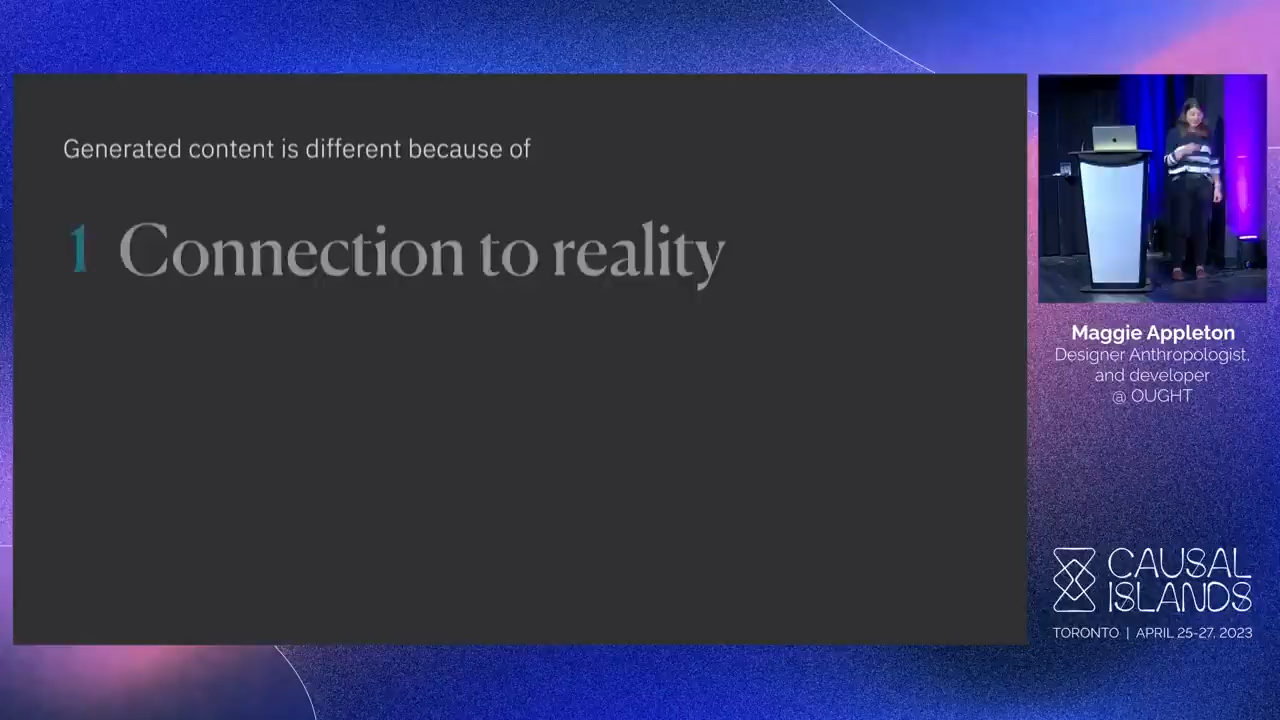 Generated content is different because of
1 Connection to reality
Maggie Appleton
Designer Anthropologist,
and developer
@ OUGHT
CAUSAL
ISLANDS
TORONTO | APRIL 25-27, 2023